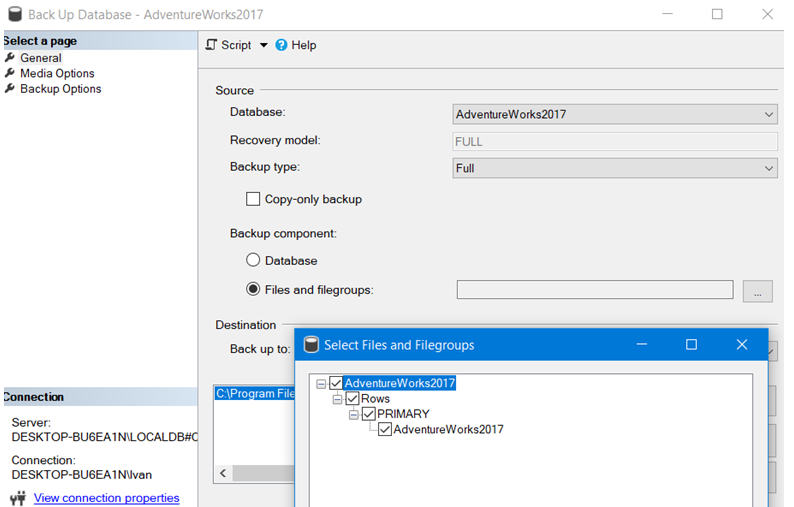 Back Up Database - AdventureWorks2017
Select a page
General
Media Options
Backup Options
Script
Help
Source
Database:
AdventureWorks2017
Recovery model:
FULL
Backup type:
Full
Copy-only backup
Backup component:
Database
Files and filegroups:
...
Destination
Back up to:
C:\Program File
Select Files and Filegroups
AdventureWorks2017
Rows
PRIMARY
AdventureWorks2017
Connection
Server:
DESKTOP-BU6EA1N\LOCALDB#C
Connection:
DESKTOP-BU6EA1N\Ivan
View connection properties